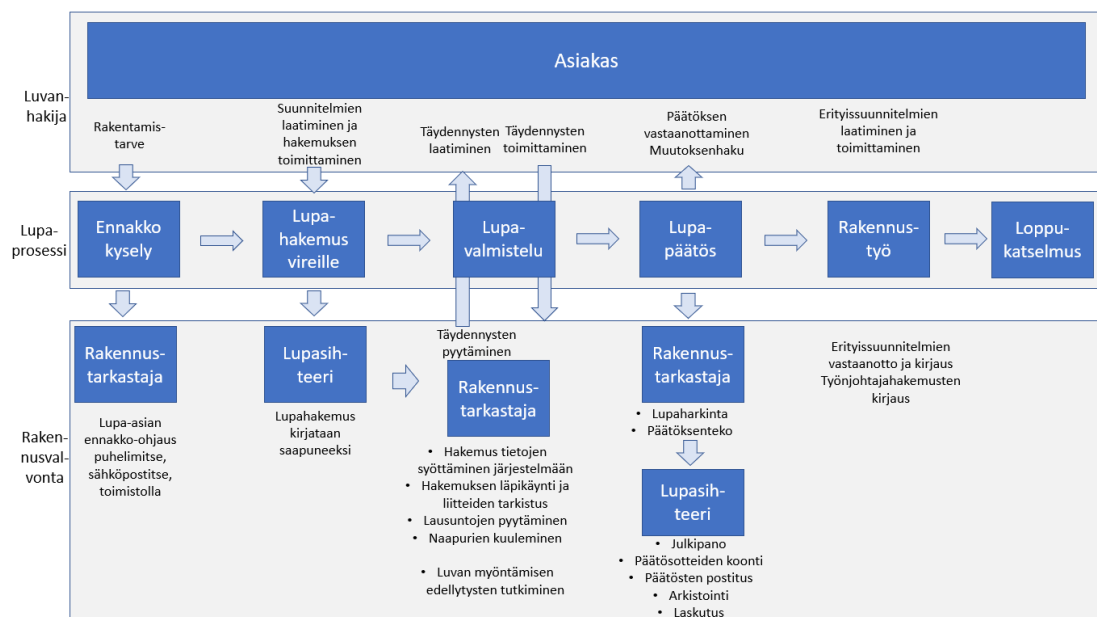 Asiakas
Luvan-
hakija
Rakentamis-
tarve
Suunnitelmien
laatiminen ja
hakemuksen
toimittaminen
Täydennysten
laatiminen
Täydennysten
toimittaminen
Päätöksen
vastaanottaminen
Muutoksenhaku
Erityissuunnitelmien
laatiminen ja
toimittaminen
Lupa-
prosessi
Ennakko
kysely
Lupa-
hakemus
vireille
Lupa-
valmistelu
Lupa-
päätös
Rakennus-
työ
Loppu-
katselmus
Raken-
nusval-
vonta
Rakennus-
tarkastaja
Lupa-asian
ennakko-ohjaus
puhelimitse,
sähköpostitse,
toimistolla
Lupasih-
teeri
Lupahakemus
kirjataan
saapuneeksi
Täydennysten
pyytäminen
Rakennus-
tarkastaja
• Hakemus tietojen
syöttäminen järjestelmään
• Hakemuksen läpikäynti ja
liitteiden tarkistus
• Lausuntojen pyytäminen
• Naapurien kuuleminen
• Luvan myöntämisen
edellytysten tutkiminen
Rakennus-
tarkastaja
• Lupaharkinta
• Päätöksenteko
Lupasih-
teeri
• Julkipano
• Päätösotteiden koonti
• Päätösten postitus
• Arkistointi
• Laskutus
Erityissuunnitelmien
vastaanotto ja kirjaus
Työnjohtajahakemusten
kirjaus